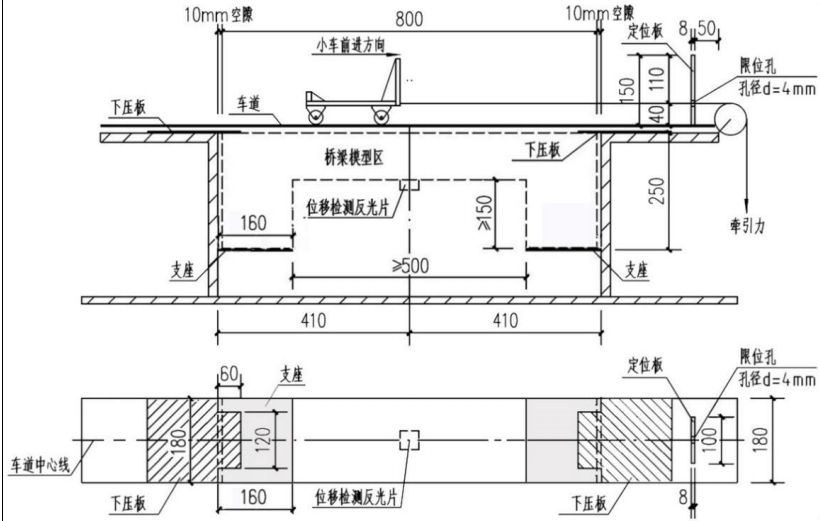 10mm空隙
800
10mm空隙
8
50
定位板
小车前进方向
限位孔
孔径d=4mm
150
110
40
下压板
车道
下压板
桥梁模型区
位移检测反光片
160
≥150
250
牵引力
支座
≥500
支座
410
410
60
支座
定位板
限位孔
孔径d=4mm
180
120
100
180
车道中心线
下压板
160
位移检测反光片
下压板
8